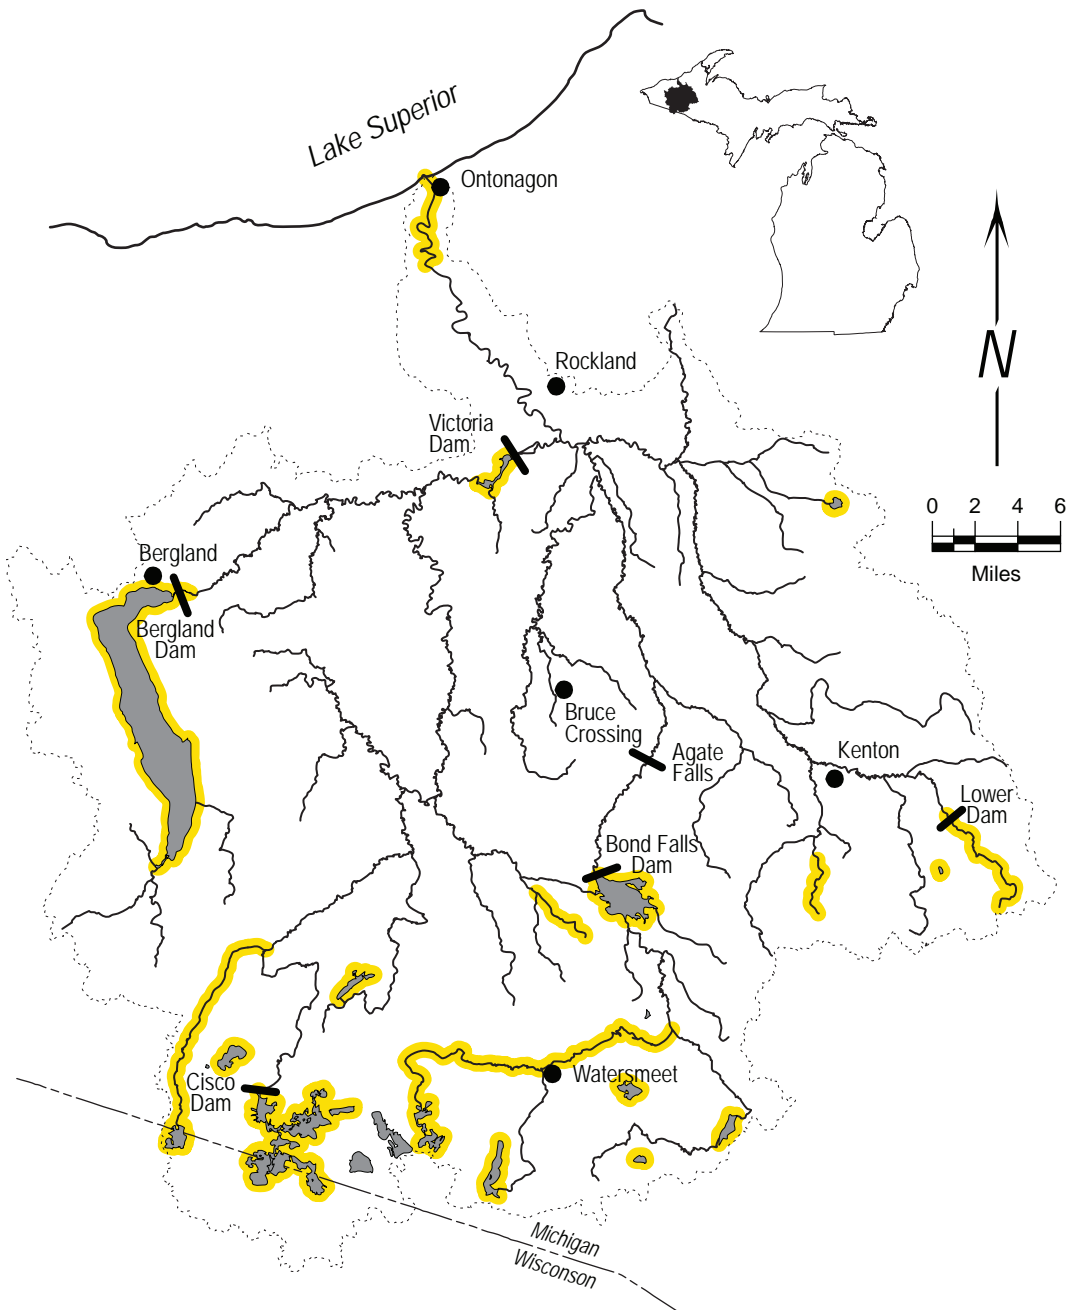 Lake Superior
Ontonagon
Rockland
Victoria
Dam
N
0 2 4 6
Miles
Bergland
Bergland
Dam
Bruce
Crossing
Agate
Falls
Kenton
Lower
Dam
Bond Falls
Dam
Cisco
Dam
Watersmeet
Michigan
Wisconson